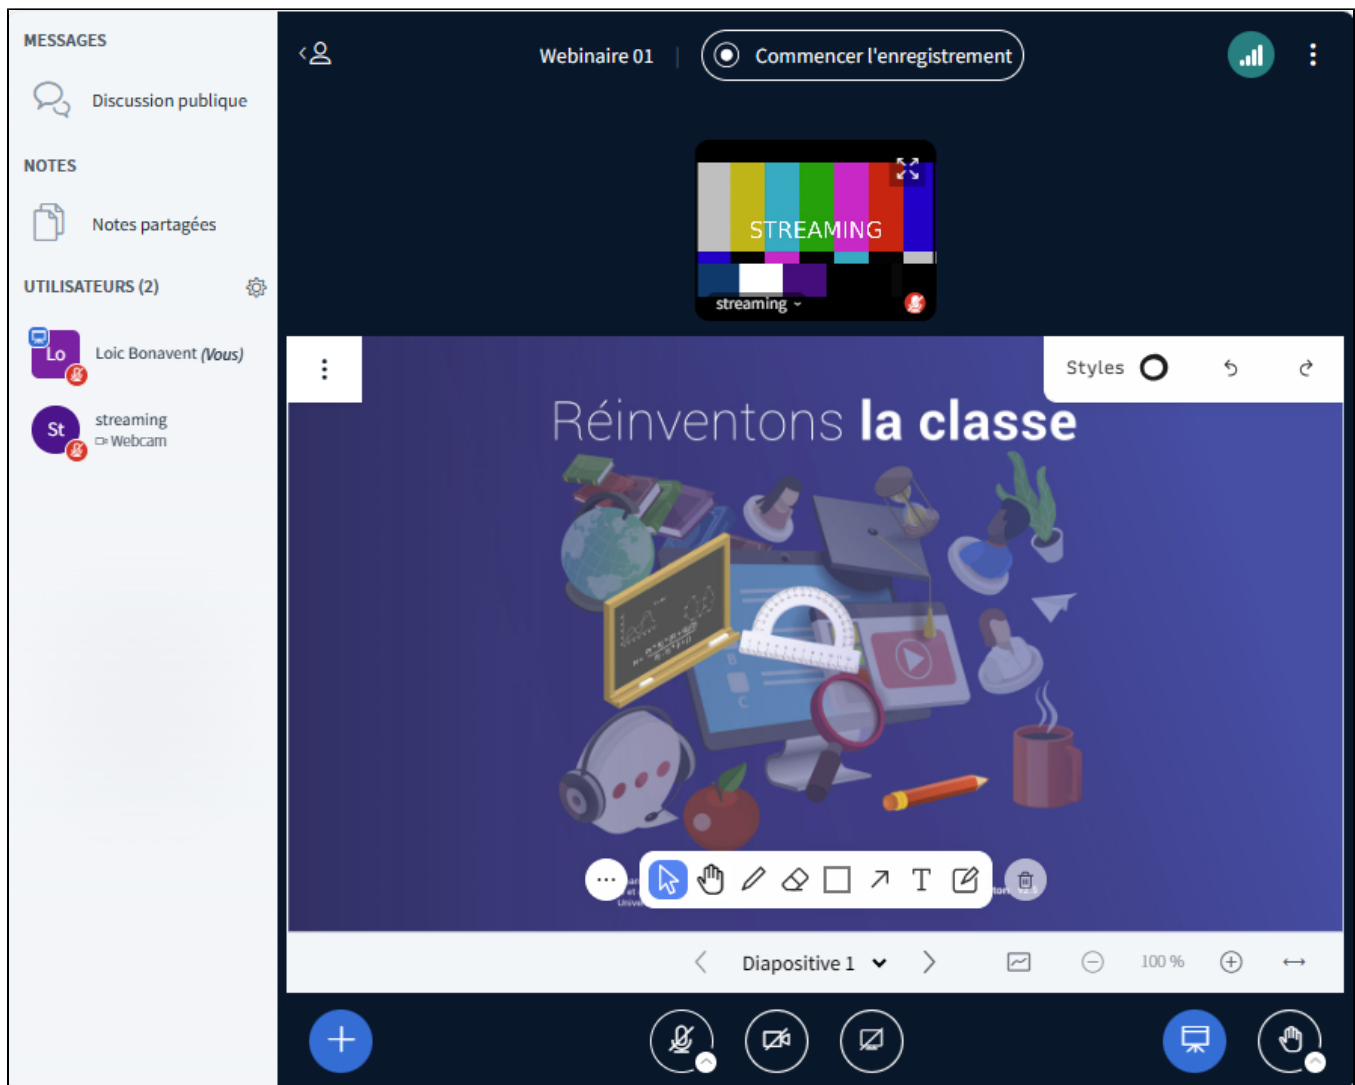 MESSAGES
Discussion publique
NOTES
Notes partagées
UTILISATEURS (2)
Lo
Loic Bonavent (Vous)
St
streaming
Webcam
Webinaire 01
Commencer l'enregistrement
STREAMING
streaming
Styles
Réinventons la classe
B
C
T
Diapositive 1
100 %